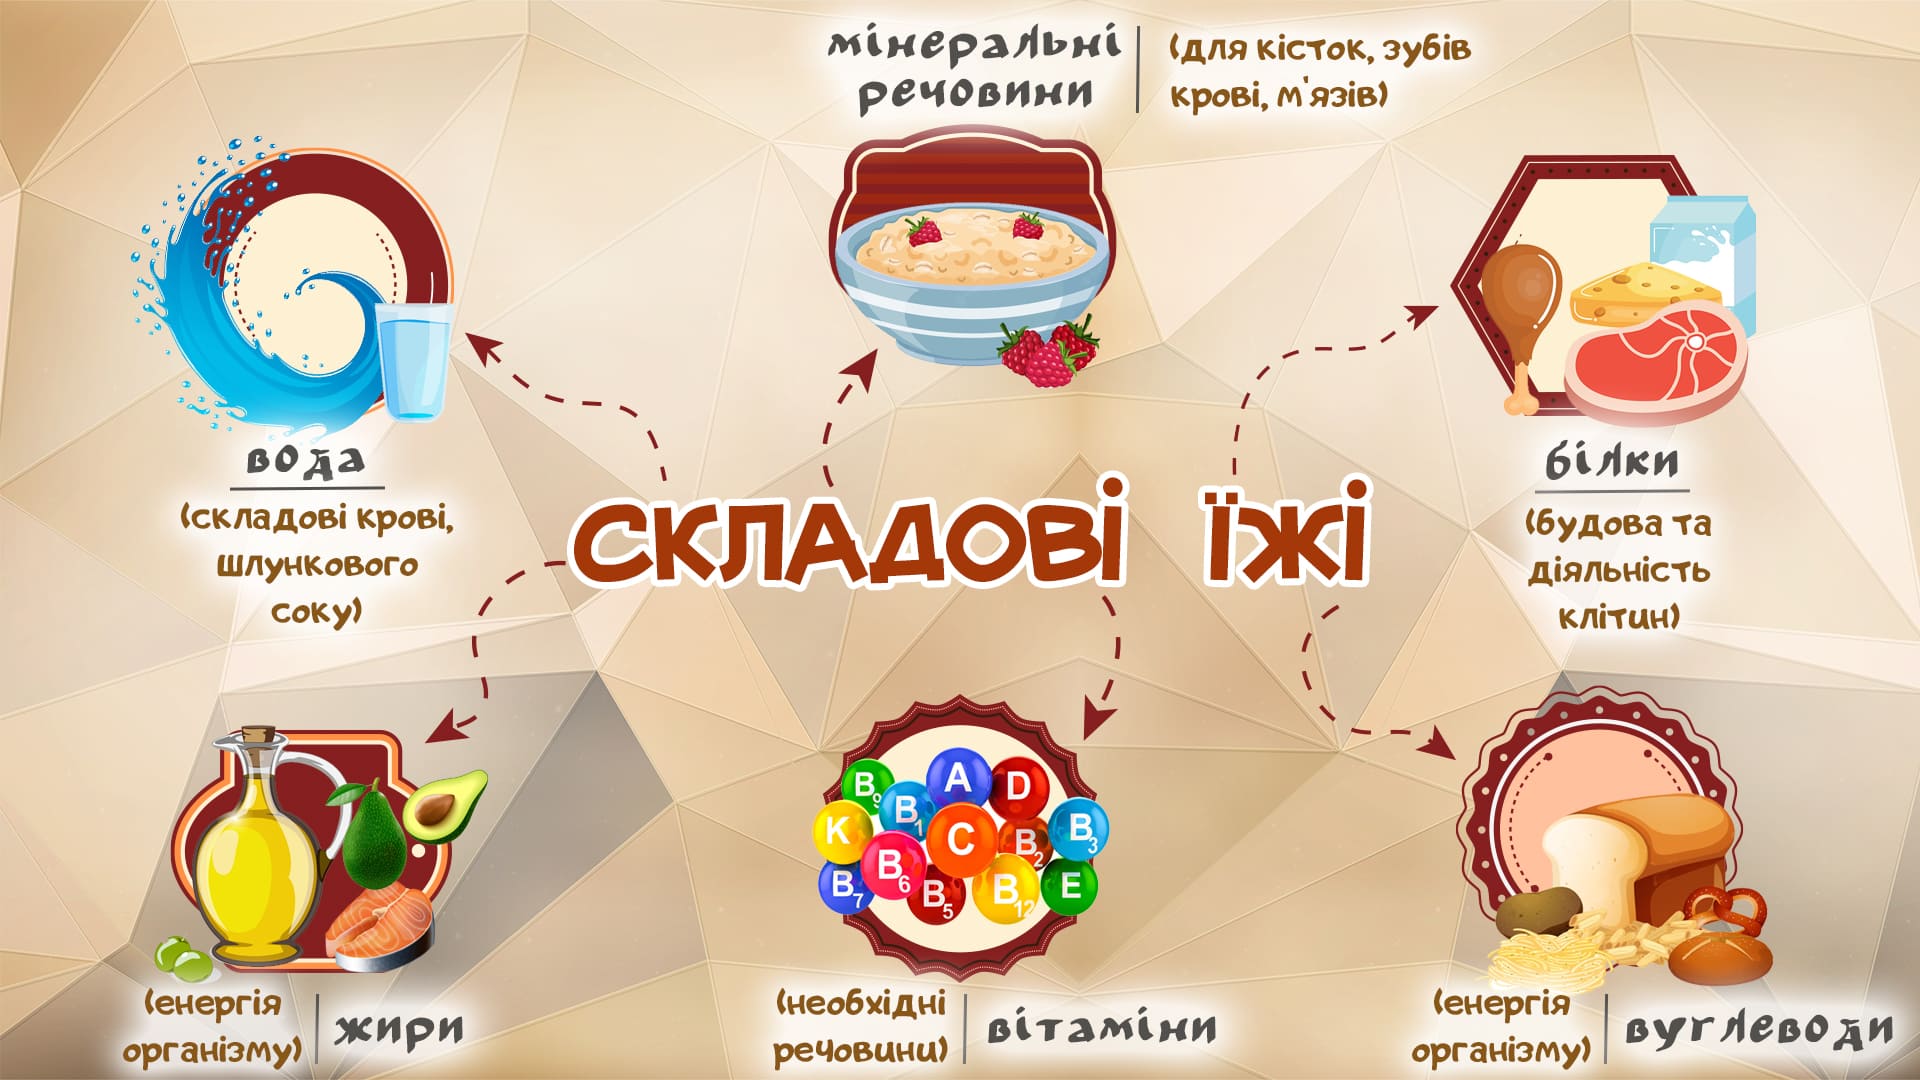 мінеральні
речовини
(для кісток, зубів
крові, м'язів)
вода
(складові крові,
шлункового
соку)
білки
(будова та
діяльність
клітин)
СКЛАДОВІ ЇЖІ
(енергія
організму)
жири
B9
B1
A
D
K
C
B2
B3
B6
B7
B5
B12
E
(необхідні
речовини)
вітаміни
(енергія
організму)
вуглеводи